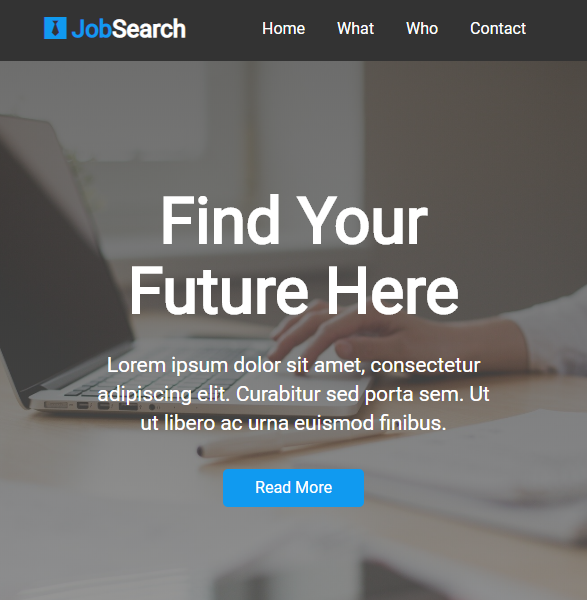 JobSearch
Home What Who Contact
Find Your
Future Here
Lorem ipsum dolor sit amet, consectetur
adipiscing elit. Curabitur sed porta sem. Ut
ut libero ac urna euismod finibus.
Read More